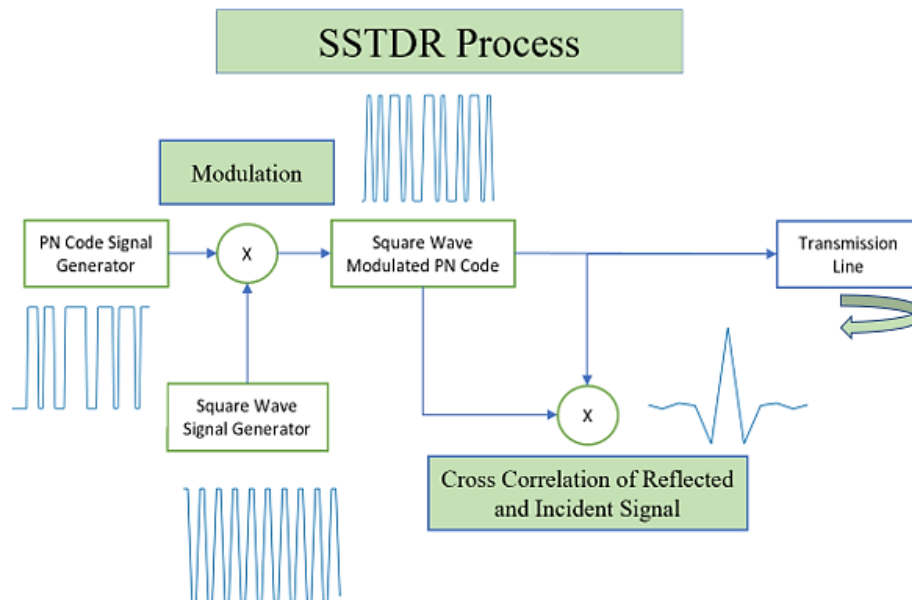 SSTDR Process
Modulation
PN Code Signal
Generator
X
Square Wave
Modulated PN Code
Transmission
Line
Square Wave
Signal Generator
X
Cross Correlation of Reflected
and Incident Signal